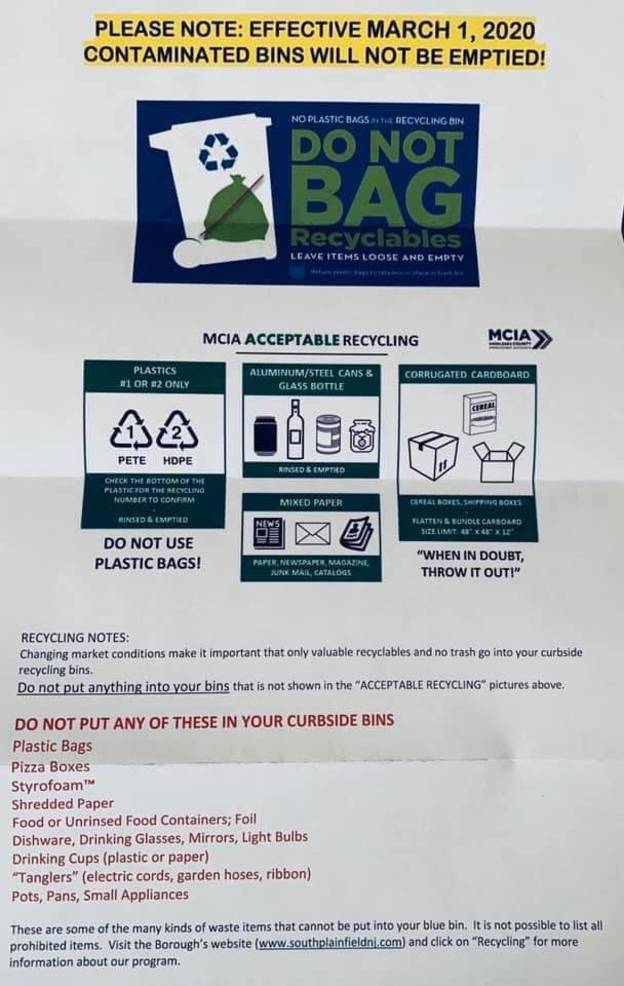 PLEASE NOTE: EFFECTIVE MARCH 1, 2020
CONTAMINATED BINS WILL NOT BE EMPTIED!
NO PLASTIC BAGS IN THE RECYCLING BIN
DO NOT
BAG
Recyclables
LEAVE ITEMS LOOSE AND EMPTY
MCIA ACCEPTABLE RECYCLING
MCIA
PLASTICS
#1 OR #2 ONLY
1 2
PETE HDPE
CHECK THE BOTTOM OF THE
PLASTIC FOR THE RECYCLING
NUMBER TO CONFIRM
RINSED & EMPTIED
DO NOT USE
PLASTIC BAGS!
ALUMINUM/STEEL CANS &
GLASS BOTTLE
RINSED & EMPTIED
MIXED PAPER
NEWS
PAPER, NEWSPAPER, MAGAZINE,
JUNK MAIL, CATALOGS
CORRUGATED CARDBOARD
CEREAL
CEREAL BOXES, SHIPPING BOXES
FLATTEN & BUNDLE CARBOARD
SIZE LIMIT: 48" X 48" X 12"
"WHEN IN DOUBT,
THROW IT OUT!"
RECYCLING NOTES:
Changing market conditions make it important that only valuable recyclables and no trash go into your curbside
recycling bins.
Do not put anything into your bins that is not shown in the "ACCEPTABLE RECYCLING" pictures above.
DO NOT PUT ANY OF THESE IN YOUR CURBSIDE BINS
Plastic Bags
Pizza Boxes
Styrofoam™
Shredded Paper
Food or Unrinsed Food Containers; Foil
Dishware, Drinking Glasses, Mirrors, Light Bulbs
Drinking Cups (plastic or paper)
"Tanglers" (electric cords, garden hoses, ribbon)
Pots, Pans, Small Appliances
These are some of the many kinds of waste items that cannot be put into your blue bin. It is not possible to list all
prohibited items. Visit the Borough's website (www.southplainfieldnj.com) and click on "Recycling" for more
information about our program.